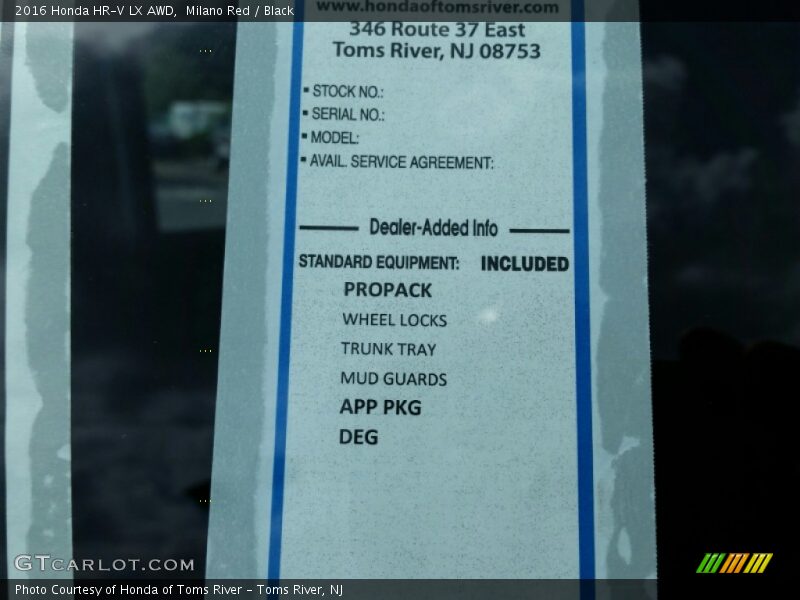 2016 Honda HR-V LX AWD, Milano Red / Black
www.hondaoftomsriver.com
346 Route 37 East
Toms River, NJ 08753
▪ STOCK NO.:
▪ SERIAL NO.:
▪ MODEL:
▪ AVAIL. SERVICE AGREEMENT:
Dealer-Added Info
STANDARD EQUIPMENT: INCLUDED
PROPACK
WHEEL LOCKS
TRUNK TRAY
MUD GUARDS
APP PKG
DEG
GTCARLOT.COM
Photo Courtesy of Honda of Toms River - Toms River, NJ